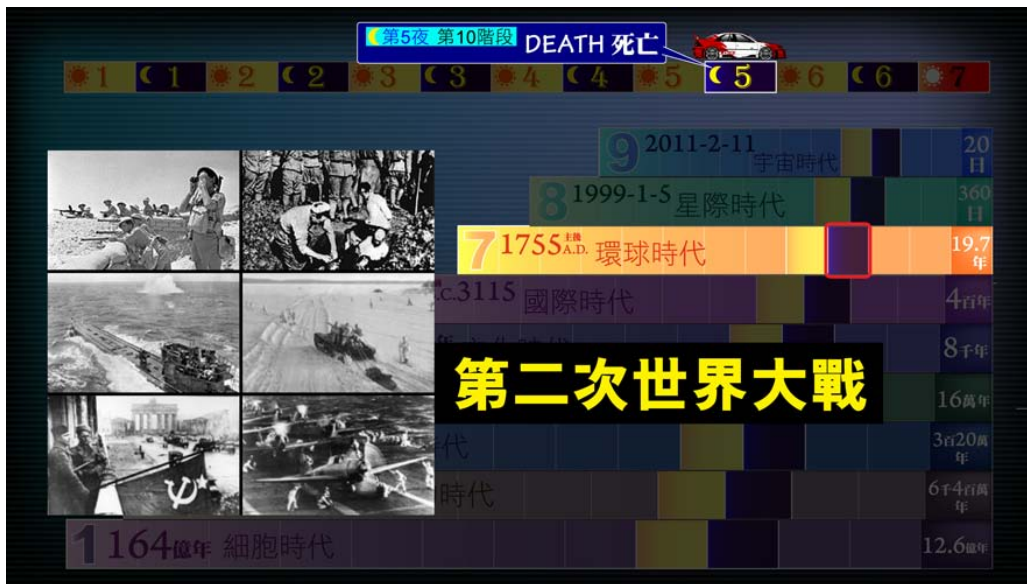 第5夜 第10階段 DEATH 死亡
1 1 2 2 3 3 4 4 5 5 6 6 7
9 2011-2-11 宇宙時代 20日
8 1999-1-5 星際時代 360日
7 1755 主後 A.D. 環球時代 19.7年
.C.3115 國際時代 4百年
8千年
第二次世界大戰
16萬年
時代 3百20萬年
時代 6千4百萬年
1 164億年 細胞時代 12.6億年